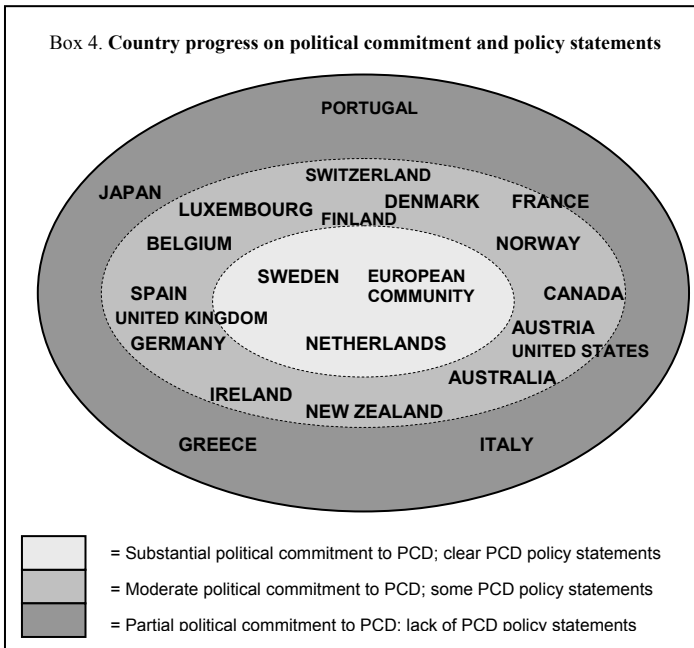 Box 4. Country progress on political commitment and policy statements
PORTUGAL
SWITZERLAND
JAPAN
LUXEMBOURG
DENMARK
FRANCE
FINLAND
BELGIUM
NORWAY
SWEDEN
EUROPEAN
COMMUNITY
SPAIN
CANADA
UNITED KINGDOM
AUSTRIA
GERMANY
NETHERLANDS
UNITED STATES
AUSTRALIA
IRELAND
NEW ZEALAND
GREECE
ITALY
= Substantial political commitment to PCD; clear PCD policy statements
= Moderate political commitment to PCD; some PCD policy statements
= Partial political commitment to PCD; lack of PCD policy statements